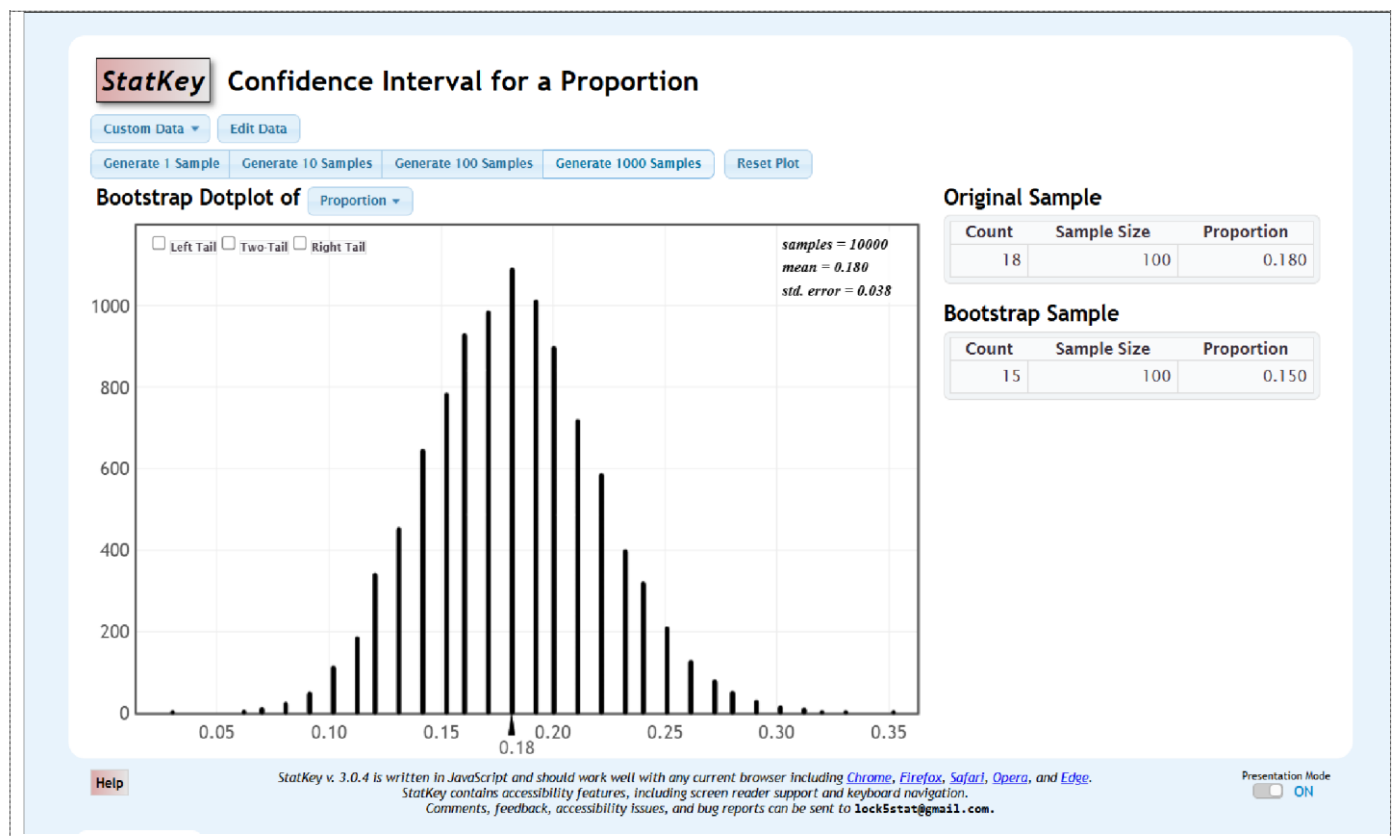 StatKey Confidence Interval for a Proportion
Custom Data Edit Data
Generate 1 Sample Generate 10 Samples Generate 100 Samples Generate 1000 Samples Reset Plot
Bootstrap Dotplot of Proportion
Left Tail Two-Tail Right Tail
samples = 10000
mean = 0.180
std. error = 0.038
1000
800
600
400
200
0
0.05 0.10 0.15 0.20 0.25 0.30 0.35
0.18
Original Sample
Count Sample Size Proportion
18 100 0.180
Bootstrap Sample
Count Sample Size Proportion
15 100 0.150
Help
StatKey v. 3.0.4 is written in JavaScript and should work well with any current browser including Chrome, Firefox, Safari, Opera, and Edge.
StatKey contains accessibility features, including screen reader support and keyboard navigation.
Comments, feedback, accessibility issues, and bug reports can be sent to lock5stat@gmail.com.
Presentation Mode
ON